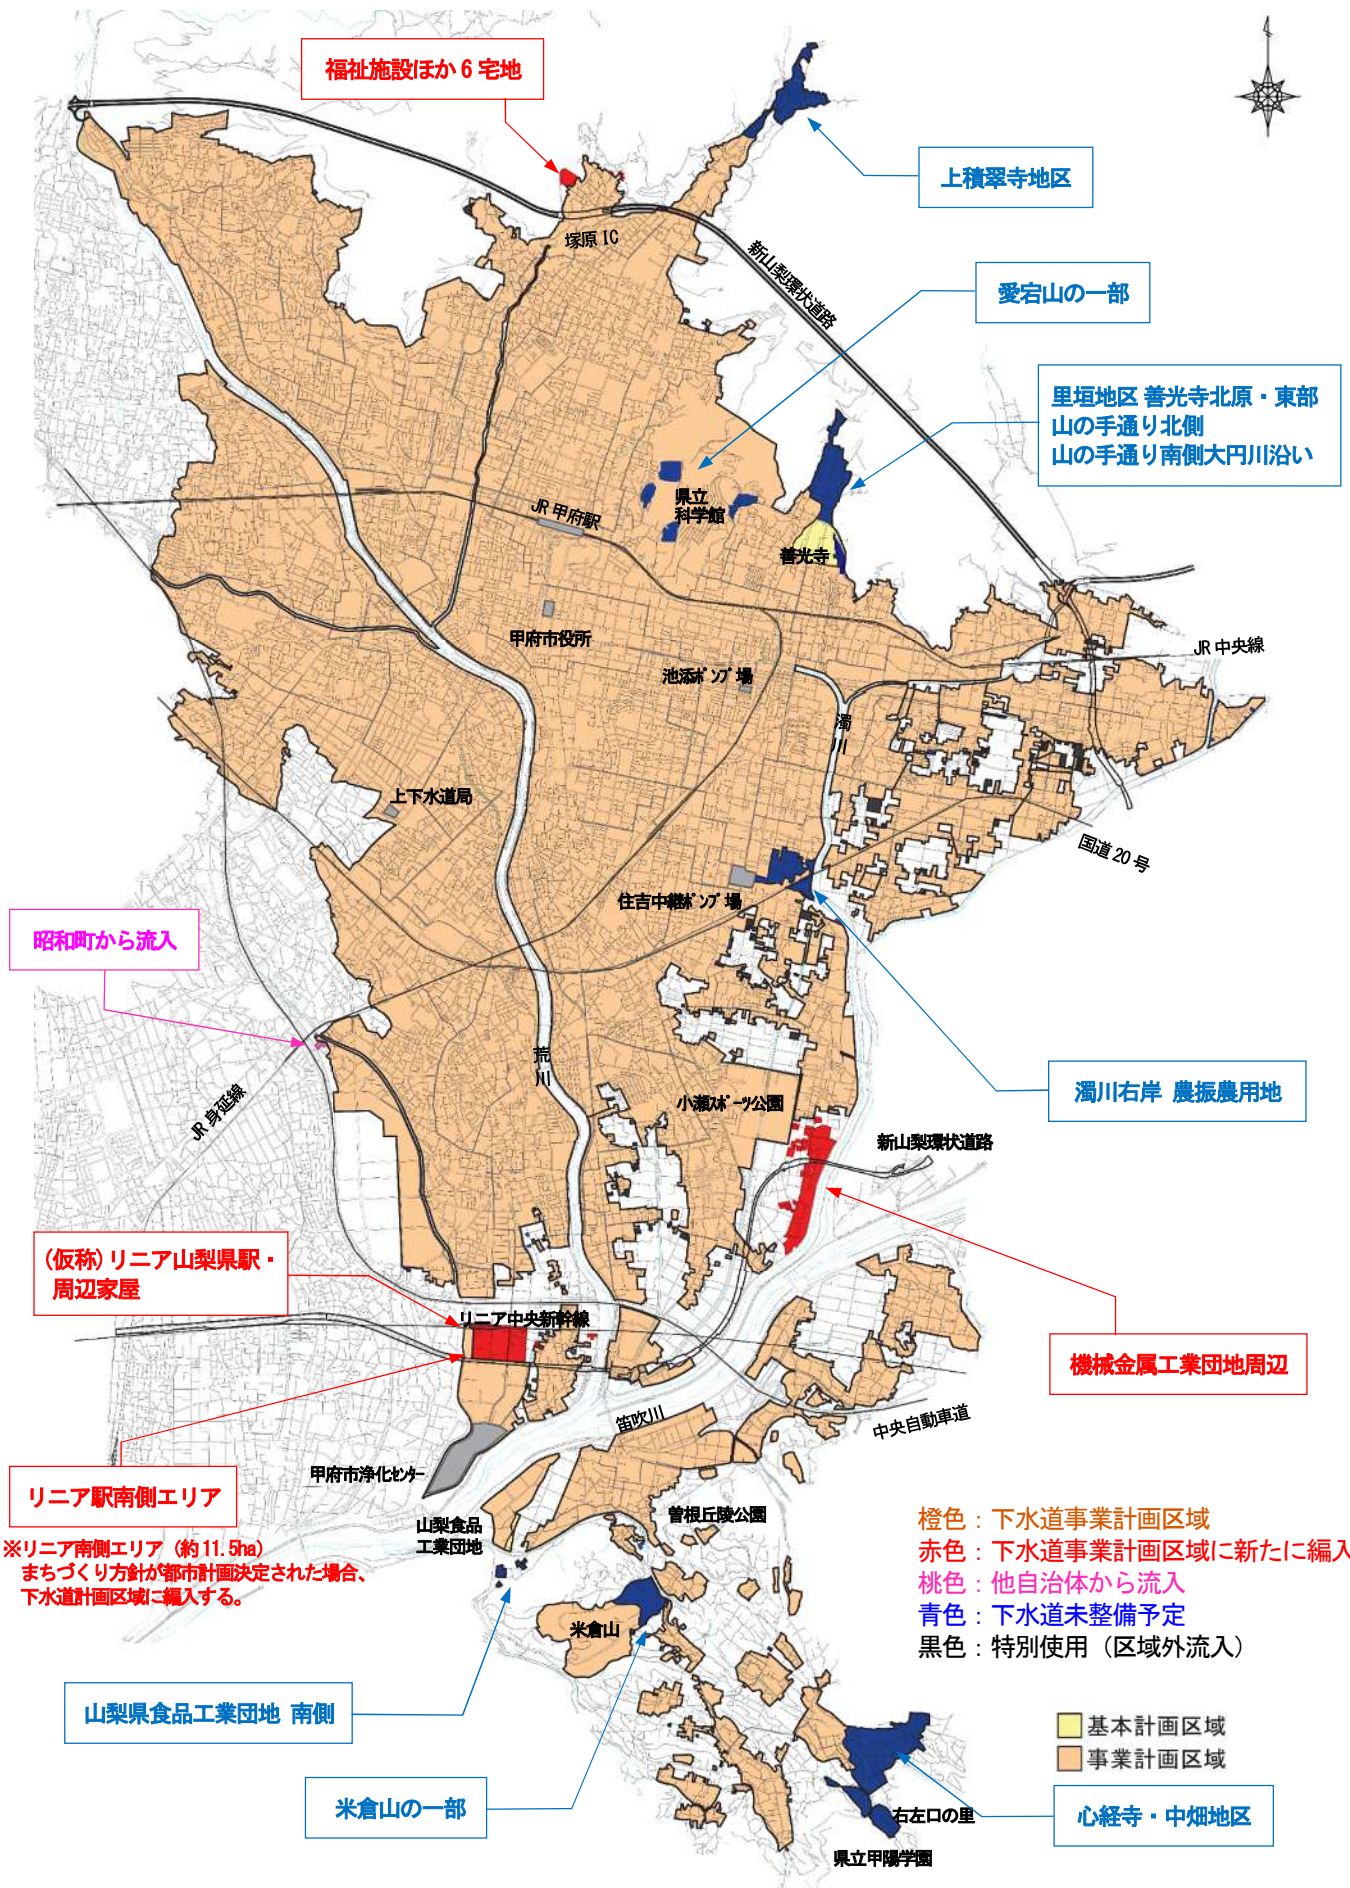 福祉施設ほか6宅地
上積翠寺地区
塚原IC
新山梨環状道路
愛宕山の一部
里垣地区 善光寺北原・東部
山の手通り北側
山の手通り南側大円川沿い
県立
科学館
JR甲府駅
善光寺
甲府市役所
JR中央線
池添ポンプ場
濁川
上下水道局
国道20号
住吉中継ポンプ場
昭和町から流入
荒川
濁川右岸 農振農用地
JR身延線
小瀬スポーツ公園
新山梨環状道路
(仮称)リニア山梨県駅・
周辺家屋
リニア中央新幹線
機械金属工業団地周辺
笛吹川
中央自動車道
甲府市浄化センター
リニア駅南側エリア
※リニア南側エリア(約11.5ha)
まちづくり方針が都市計画決定された場合、
下水道計画区域に編入する。
山梨食品
工業団地
曽根丘陵公園
橙色:下水道事業計画区域
赤色:下水道事業計画区域に新たに編入
桃色:他自治体から流入
青色:下水道未整備予定
黒色:特別使用(区域外流入)
米倉山
山梨県食品工業団地 南側
基本計画区域
事業計画区域
米倉山の一部
右左口の里
心経寺・中畑地区
県立甲陽学園